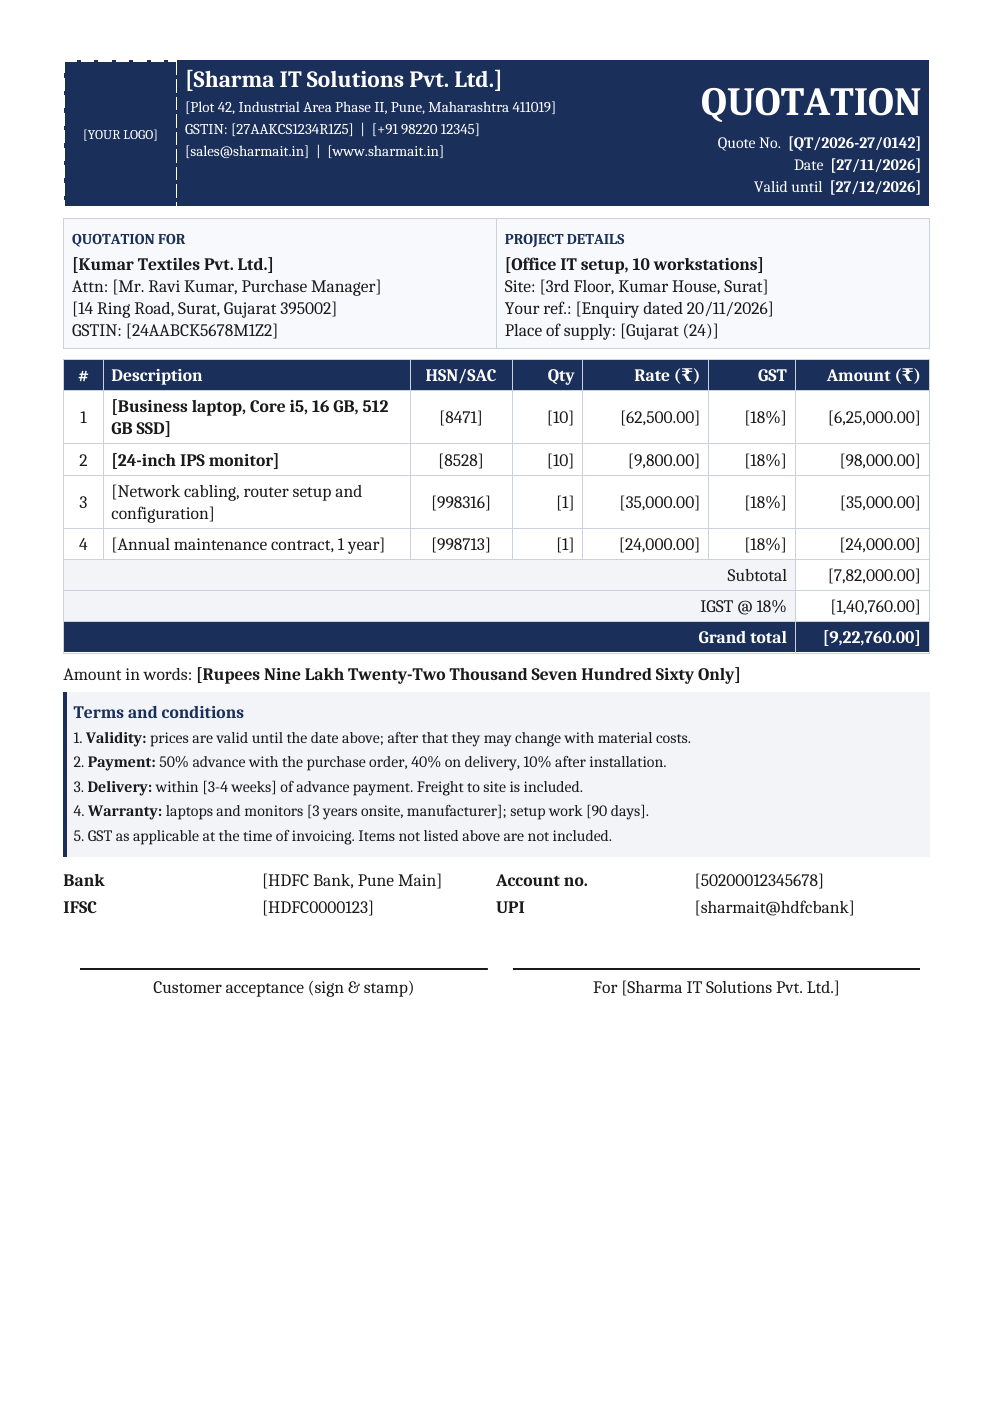 [YOUR LOGO]
[Sharma IT Solutions Pvt. Ltd.]
[Plot 42, Industrial Area Phase II, Pune, Maharashtra 411019]
GSTIN: [27AAKCS1234R1Z5] | [+91 98220 12345]
[sales@sharmait.in] | [www.sharmait.in]
QUOTATION
Quote No. [QT/2026-27/0142]
Date [27/11/2026]
Valid until [27/12/2026]
QUOTATION FOR
[Kumar Textiles Pvt. Ltd.]
Attn: [Mr. Ravi Kumar, Purchase Manager]
[14 Ring Road, Surat, Gujarat 395002]
GSTIN: [24AABCK5678M1Z2]
PROJECT DETAILS
[Office IT setup, 10 workstations]
Site: [3rd Floor, Kumar House, Surat]
Your ref.: [Enquiry dated 20/11/2026]
Place of supply: [Gujarat (24)]
# Description HSN/SAC Qty Rate (₹) GST Amount (₹)
1 [Business laptop, Core i5, 16 GB, 512 GB SSD] [8471] [10] [62,500.00] [18%] [6,25,000.00]
2 [24-inch IPS monitor] [8528] [10] [9,800.00] [18%] [98,000.00]
3 [Network cabling, router setup and configuration] [998316] [1] [35,000.00] [18%] [35,000.00]
4 [Annual maintenance contract, 1 year] [998713] [1] [24,000.00] [18%] [24,000.00]
Subtotal [7,82,000.00]
IGST @ 18% [1,40,760.00]
Grand total [9,22,760.00]
Amount in words: [Rupees Nine Lakh Twenty-Two Thousand Seven Hundred Sixty Only]
Terms and conditions
1. Validity: prices are valid until the date above; after that they may change with material costs.
2. Payment: 50% advance with the purchase order, 40% on delivery, 10% after installation.
3. Delivery: within [3-4 weeks] of advance payment. Freight to site is included.
4. Warranty: laptops and monitors [3 years onsite, manufacturer]; setup work [90 days].
5. GST as applicable at the time of invoicing. Items not listed above are not included.
Bank [HDFC Bank, Pune Main] Account no. [50200012345678]
IFSC [HDFC0000123] UPI [sharmait@hdfcbank]
Customer acceptance (sign & stamp)
For [Sharma IT Solutions Pvt. Ltd.]